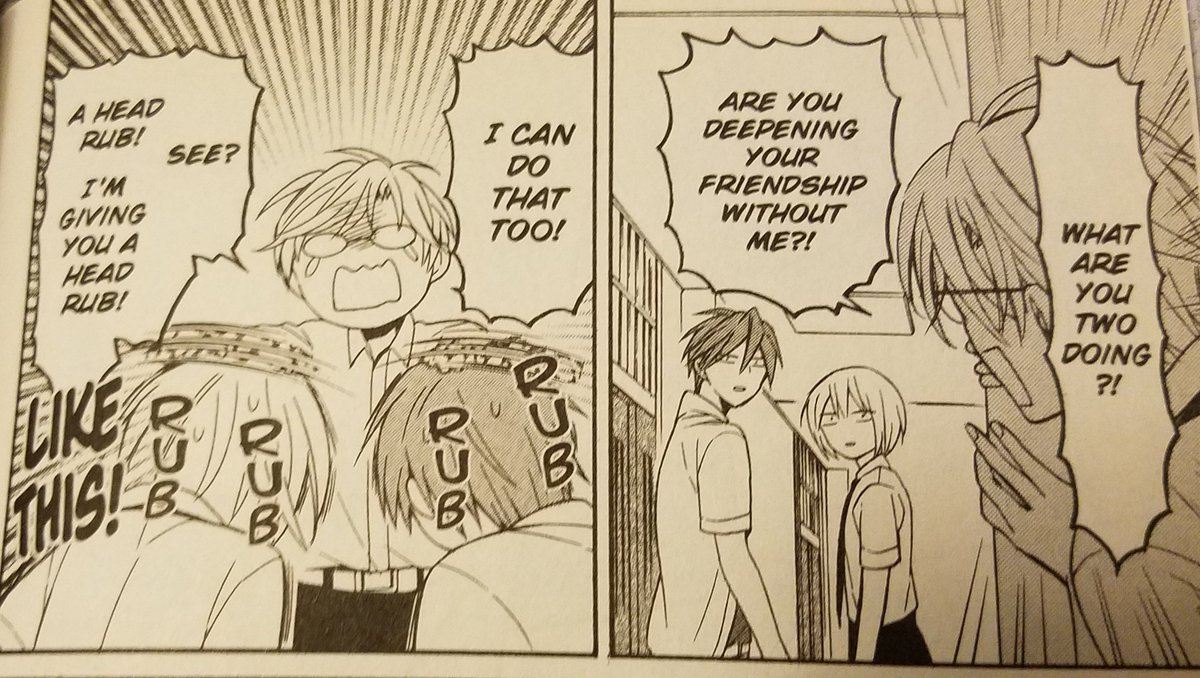 WHAT
ARE
YOU
TWO
DOING
?!
ARE YOU
DEEPENING
YOUR
FRIENDSHIP
WITHOUT
ME?!
I CAN
DO
THAT
TOO!
SEE?
A HEAD
RUB!
I'M
GIVING
YOU A
HEAD
RUB!
RUB
RUB
RUB
RUB
LIKE
THIS!